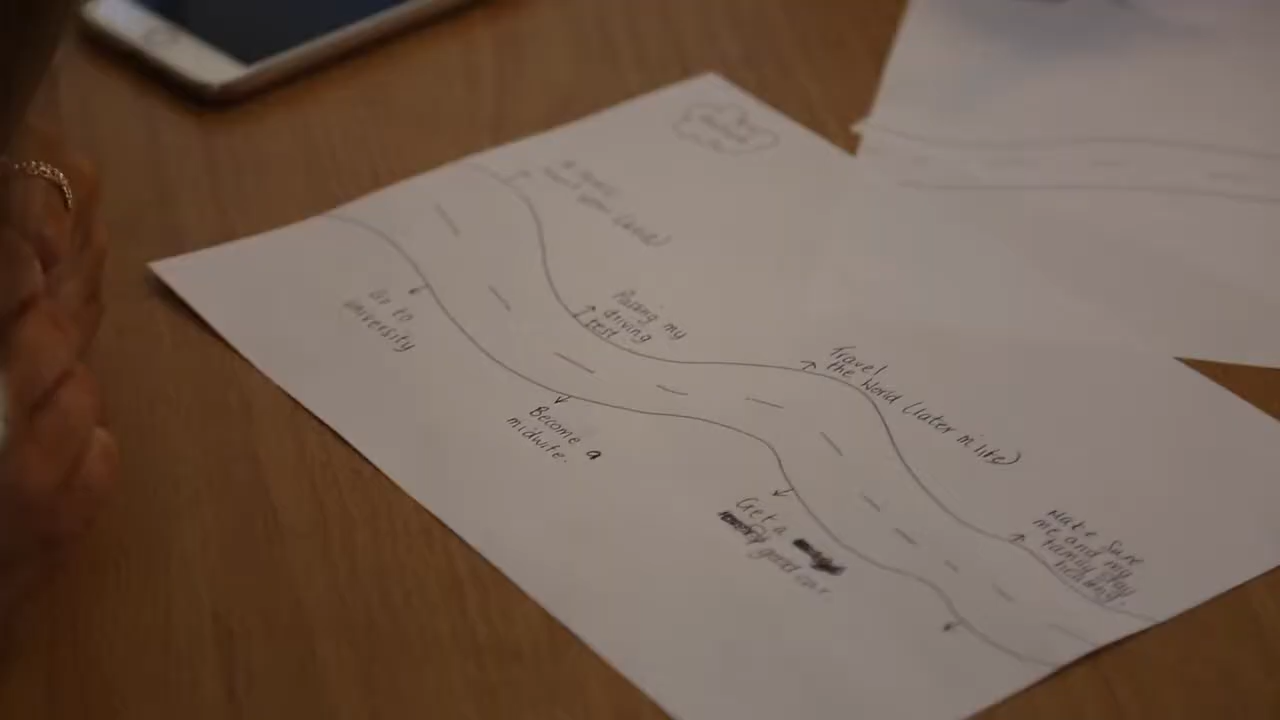 Go to
university
Passing my
driving
test
Become a
midwife.
Travel
the World (later in life)
Get a
good car.
Make Sure
me and my
family stay
healthy.